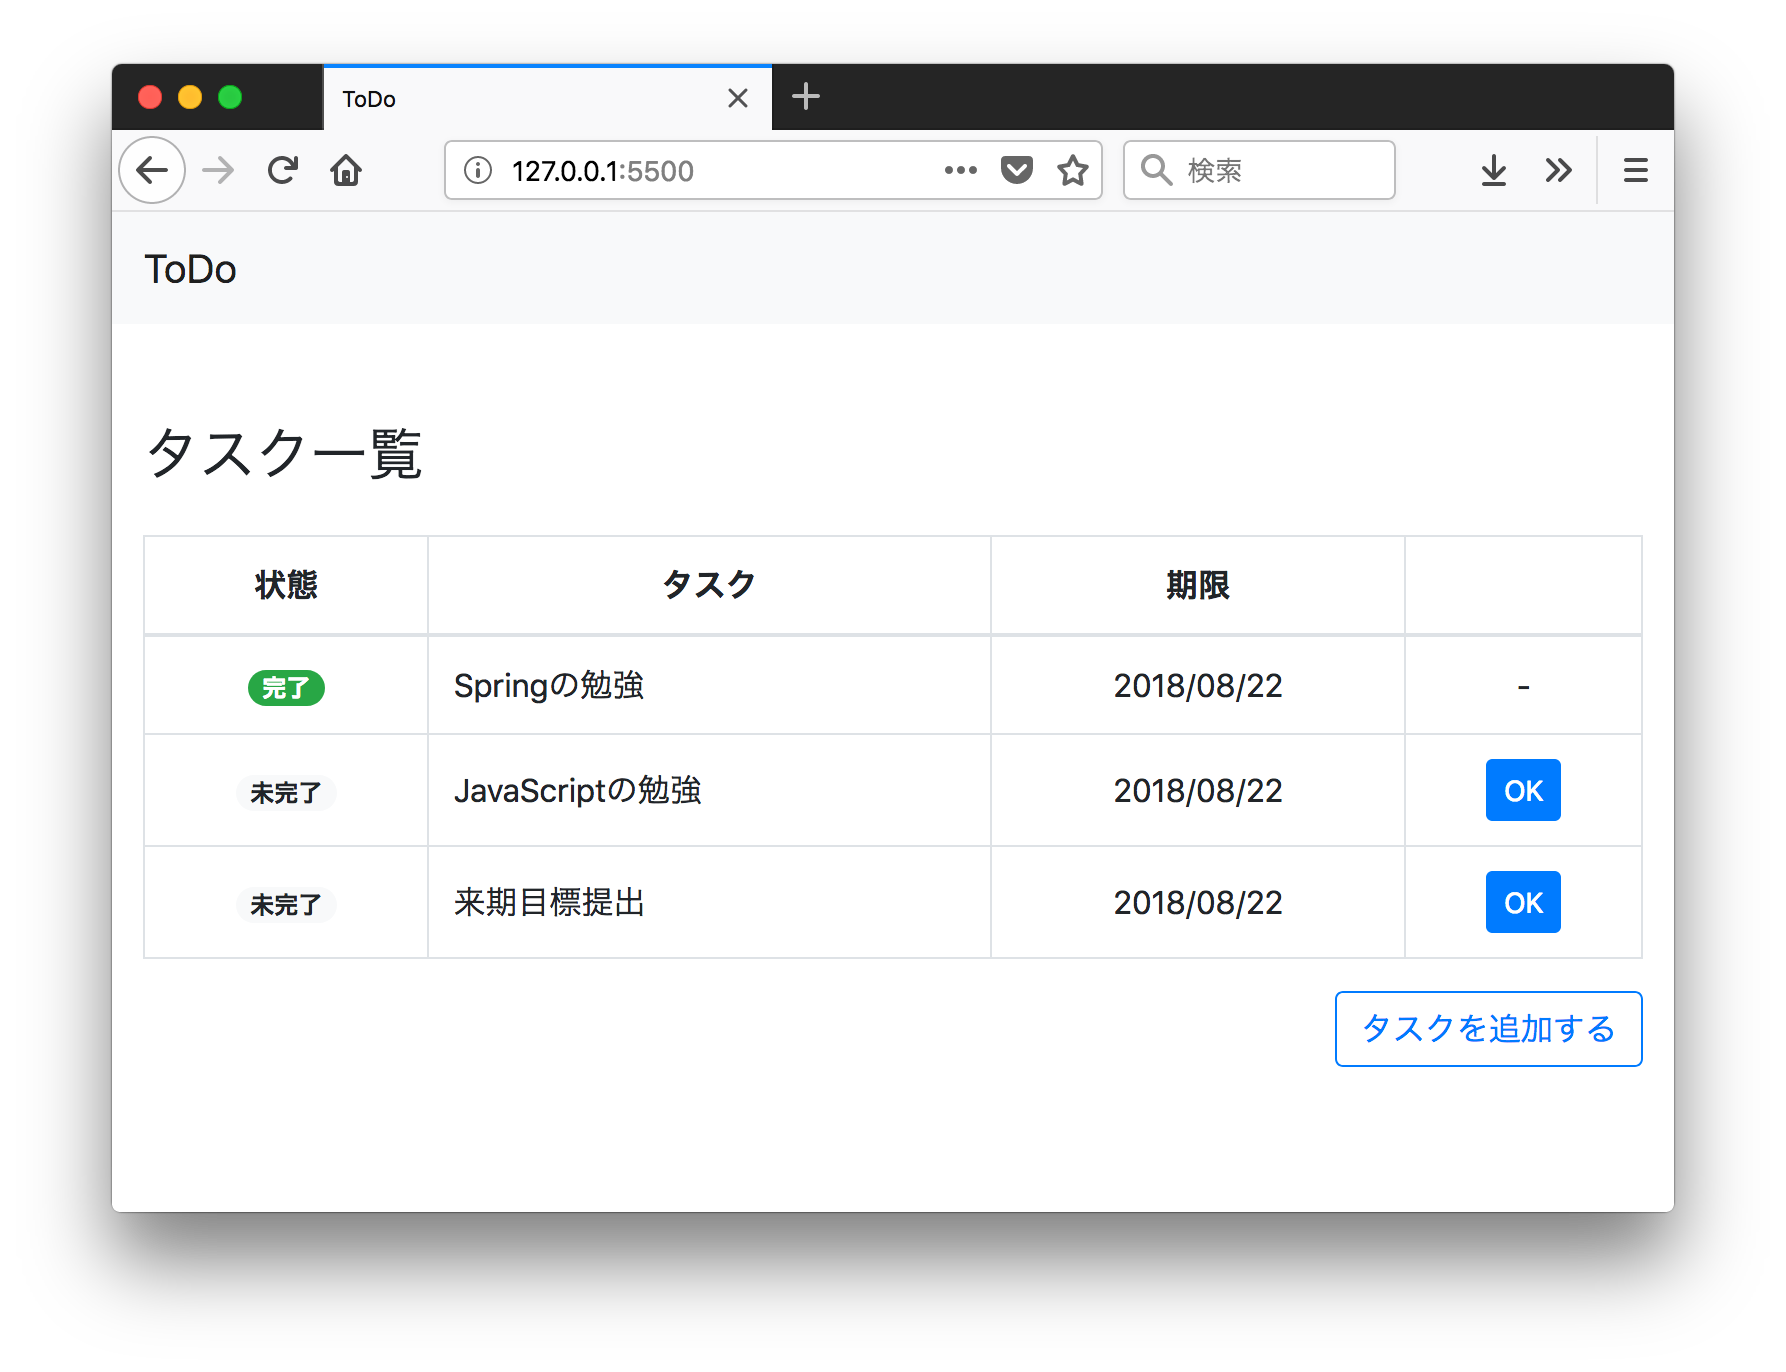 ToDo
127.0.0.1:5500
検索
ToDo
タスク一覧
状態 タスク 期限
完了 Springの勉強 2018/08/22 -
未完了 JavaScriptの勉強 2018/08/22 OK
未完了 来期目標提出 2018/08/22 OK
タスクを追加する